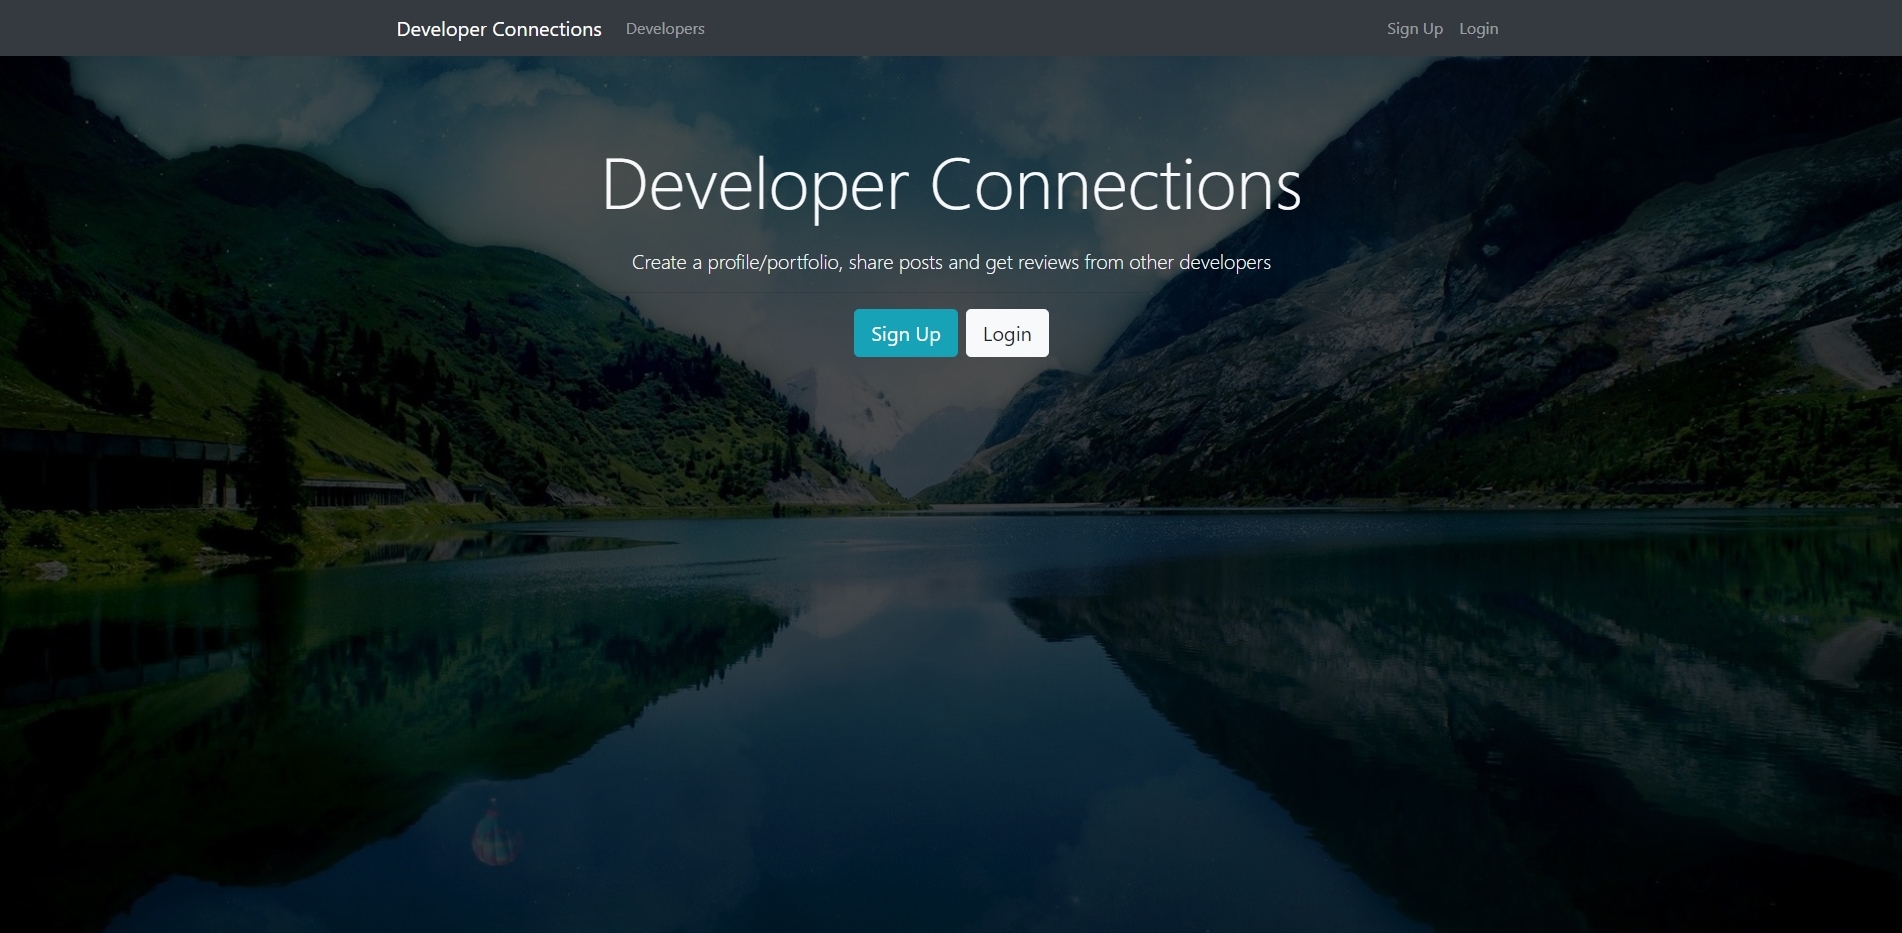 Developer Connections Developers Sign Up Login
Developer Connections
Create a profile/portfolio, share posts and get reviews from other developers
Sign Up Login